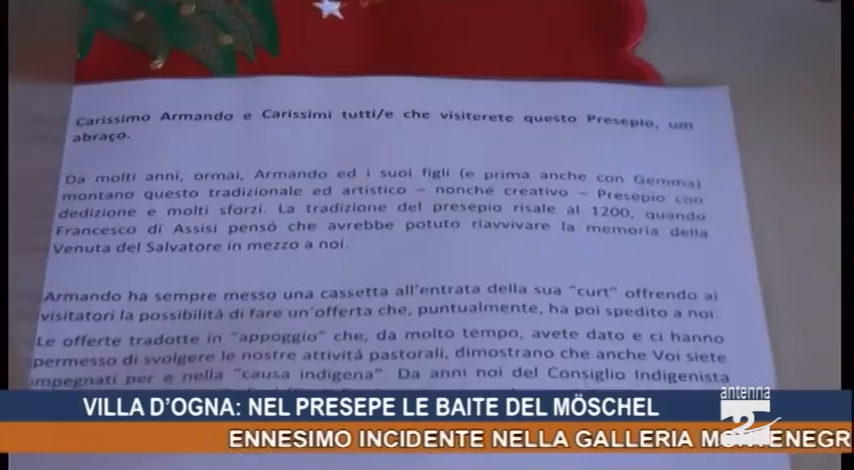 Carissimo Armando e Carissimi tutti/e che visiterete questo Presepio, um
abraço.
Da molti anni, ormai, Armando ed i suoi figli (e prima anche con Gemma)
montano questo tradizionale ed artistico – nonché creativo – Presepio con
dedizione e molti sforzi. La tradizione del presepio risale al 1200, quando
Francesco di Assisi pensó che avrebbe potuto riavvivare la memoria della
Venuta del Salvatore in mezzo a noi.
Armando ha sempre messo una cassetta all'entrata della sua "curt" offrendo ai
visitatori la possibilitá di fare un'offerta che, puntualmente, ha poi spedito a noi.
Le offerte tradotte in "appoggio" che, da molto tempo, avete dato e ci hanno
permesso di svolgere le nostre attivitá pastorali, dimostrano che anche Voi siete
impegnati per e nella "causa indigena". Da anni noi del Consiglio Indigenista
antenna
2
VILLA D'OGNA: NEL PRESEPE LE BAITE DEL MÖSCHEL
ENNESIMO INCIDENTE NELLA GALLERIA MONTENEGR